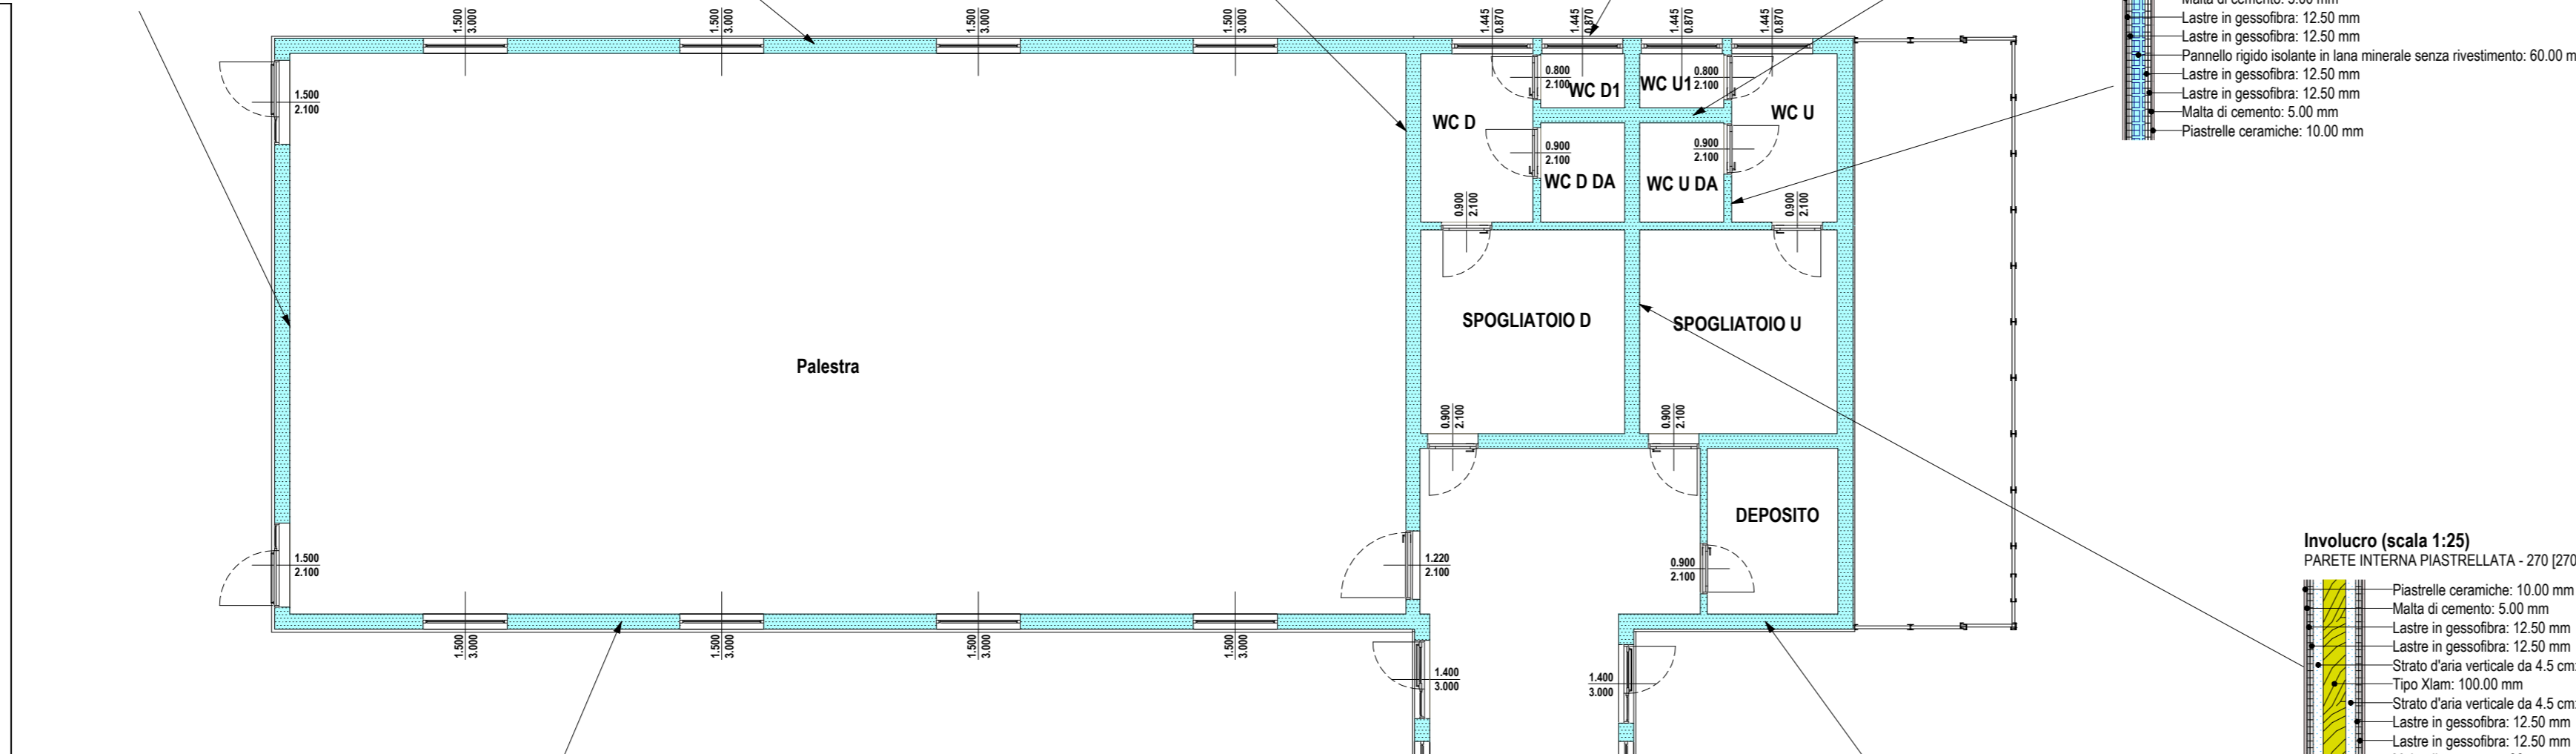 1.500
3.000
1.500
3.000
1.500
3.000
1.500
3.000
1.445
0.870
1.445
0.870
1.445
0.870
1.445
0.870
1.500
2.100
0.800
2.100
WC D1
WC U1
0.800
2.100
WC D
WC U
0.900
2.100
0.900
2.100
WC D DA
WC U DA
0.900
2.100
0.900
2.100
SPOGLIATOIO D
SPOGLIATOIO U
Palestra
0.900
2.100
0.900
2.100
DEPOSITO
1.500
2.100
1.220
2.100
0.900
2.100
1.500
3.000
1.500
3.000
1.500
3.000
1.500
3.000
1.400
3.000
1.400
3.000
Malta di cemento: 5.00 mm
Lastre in gessofibra: 12.50 mm
Lastre in gessofibra: 12.50 mm
Pannello rigido isolante in lana minerale senza rivestimento: 60.00 m
Lastre in gessofibra: 12.50 mm
Lastre in gessofibra: 12.50 mm
Malta di cemento: 5.00 mm
Piastrelle ceramiche: 10.00 mm
Involucro (scala 1:25)
PARETE INTERNA PIASTRELLATA - 270 [270
Piastrelle ceramiche: 10.00 mm
Malta di cemento: 5.00 mm
Lastre in gessofibra: 12.50 mm
Lastre in gessofibra: 12.50 mm
Strato d'aria verticale da 4.5 cm:
Tipo Xlam: 100.00 mm
Strato d'aria verticale da 4.5 cm:
Lastre in gessofibra: 12.50 mm
Lastre in gessofibra: 12.50 mm